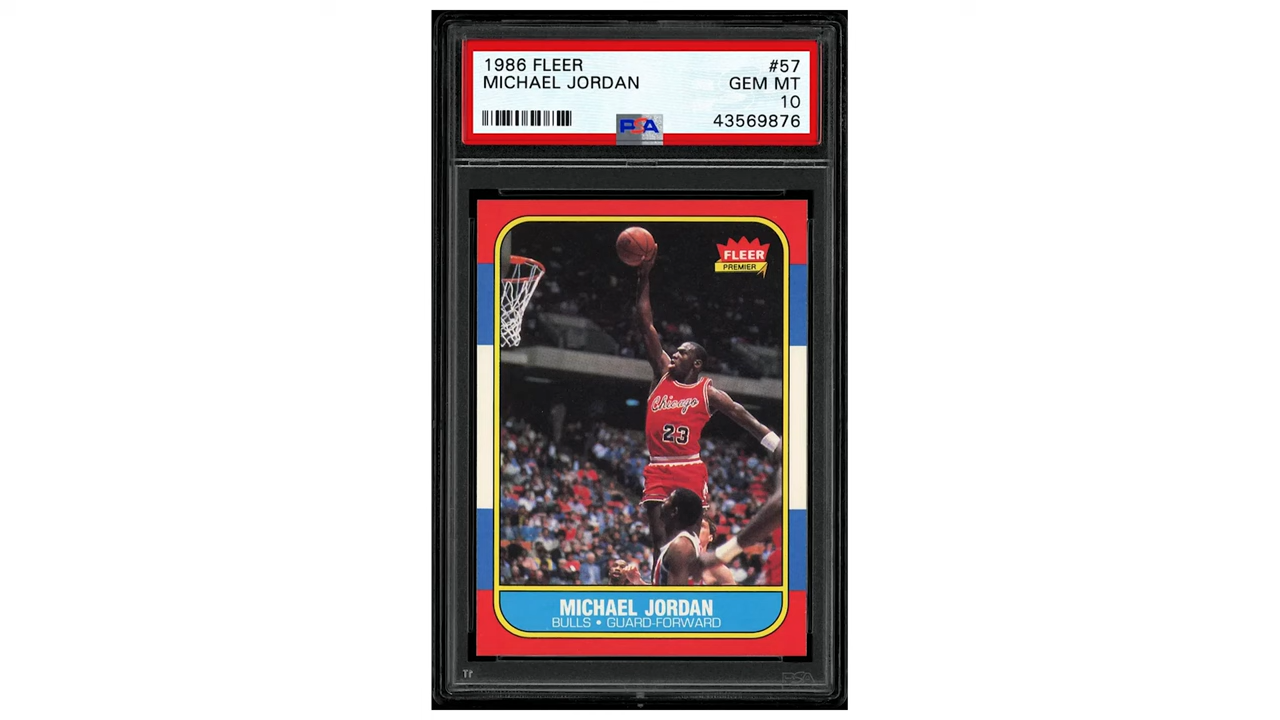 1986 FLEER #57
MICHAEL JORDAN GEM MT
10
PSA 43569876
FLEER
PREMIER
Chicago
23
MICHAEL JORDAN
BULLS • GUARD-FORWARD
PSA